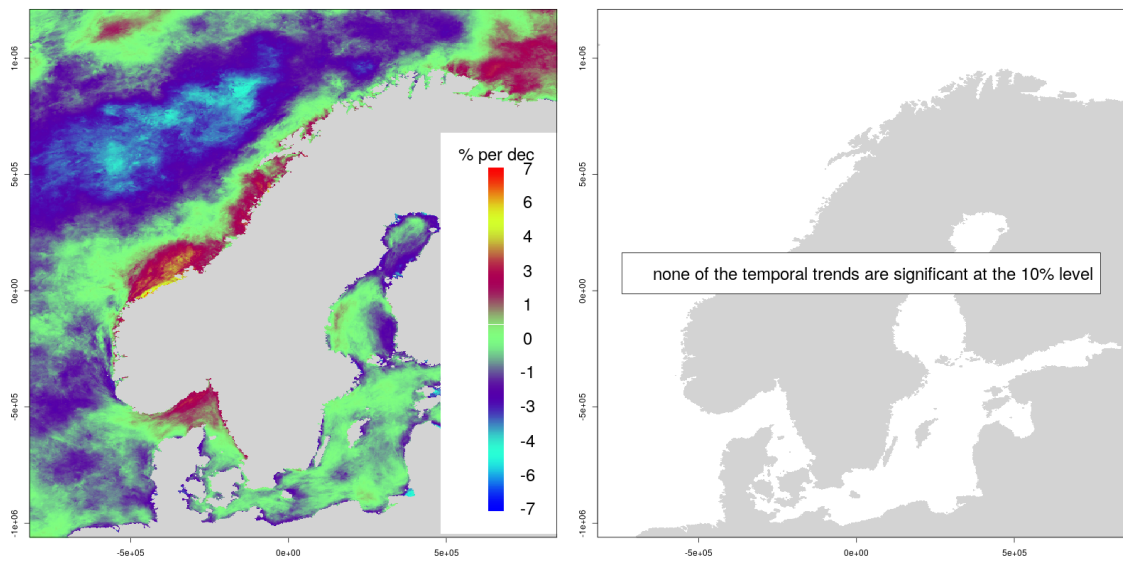 1e+06
5e+05
0e+00
-5e+05
-1e+06
-5e+05
0e+00
5e+05
% per dec
7
6
4
3
1
0
-1
-3
-4
-6
-7
1e+06
5e+05
0e+00
-5e+05
-1e+06
-5e+05
0e+00
5e+05
none of the temporal trends are significant at the 10% level